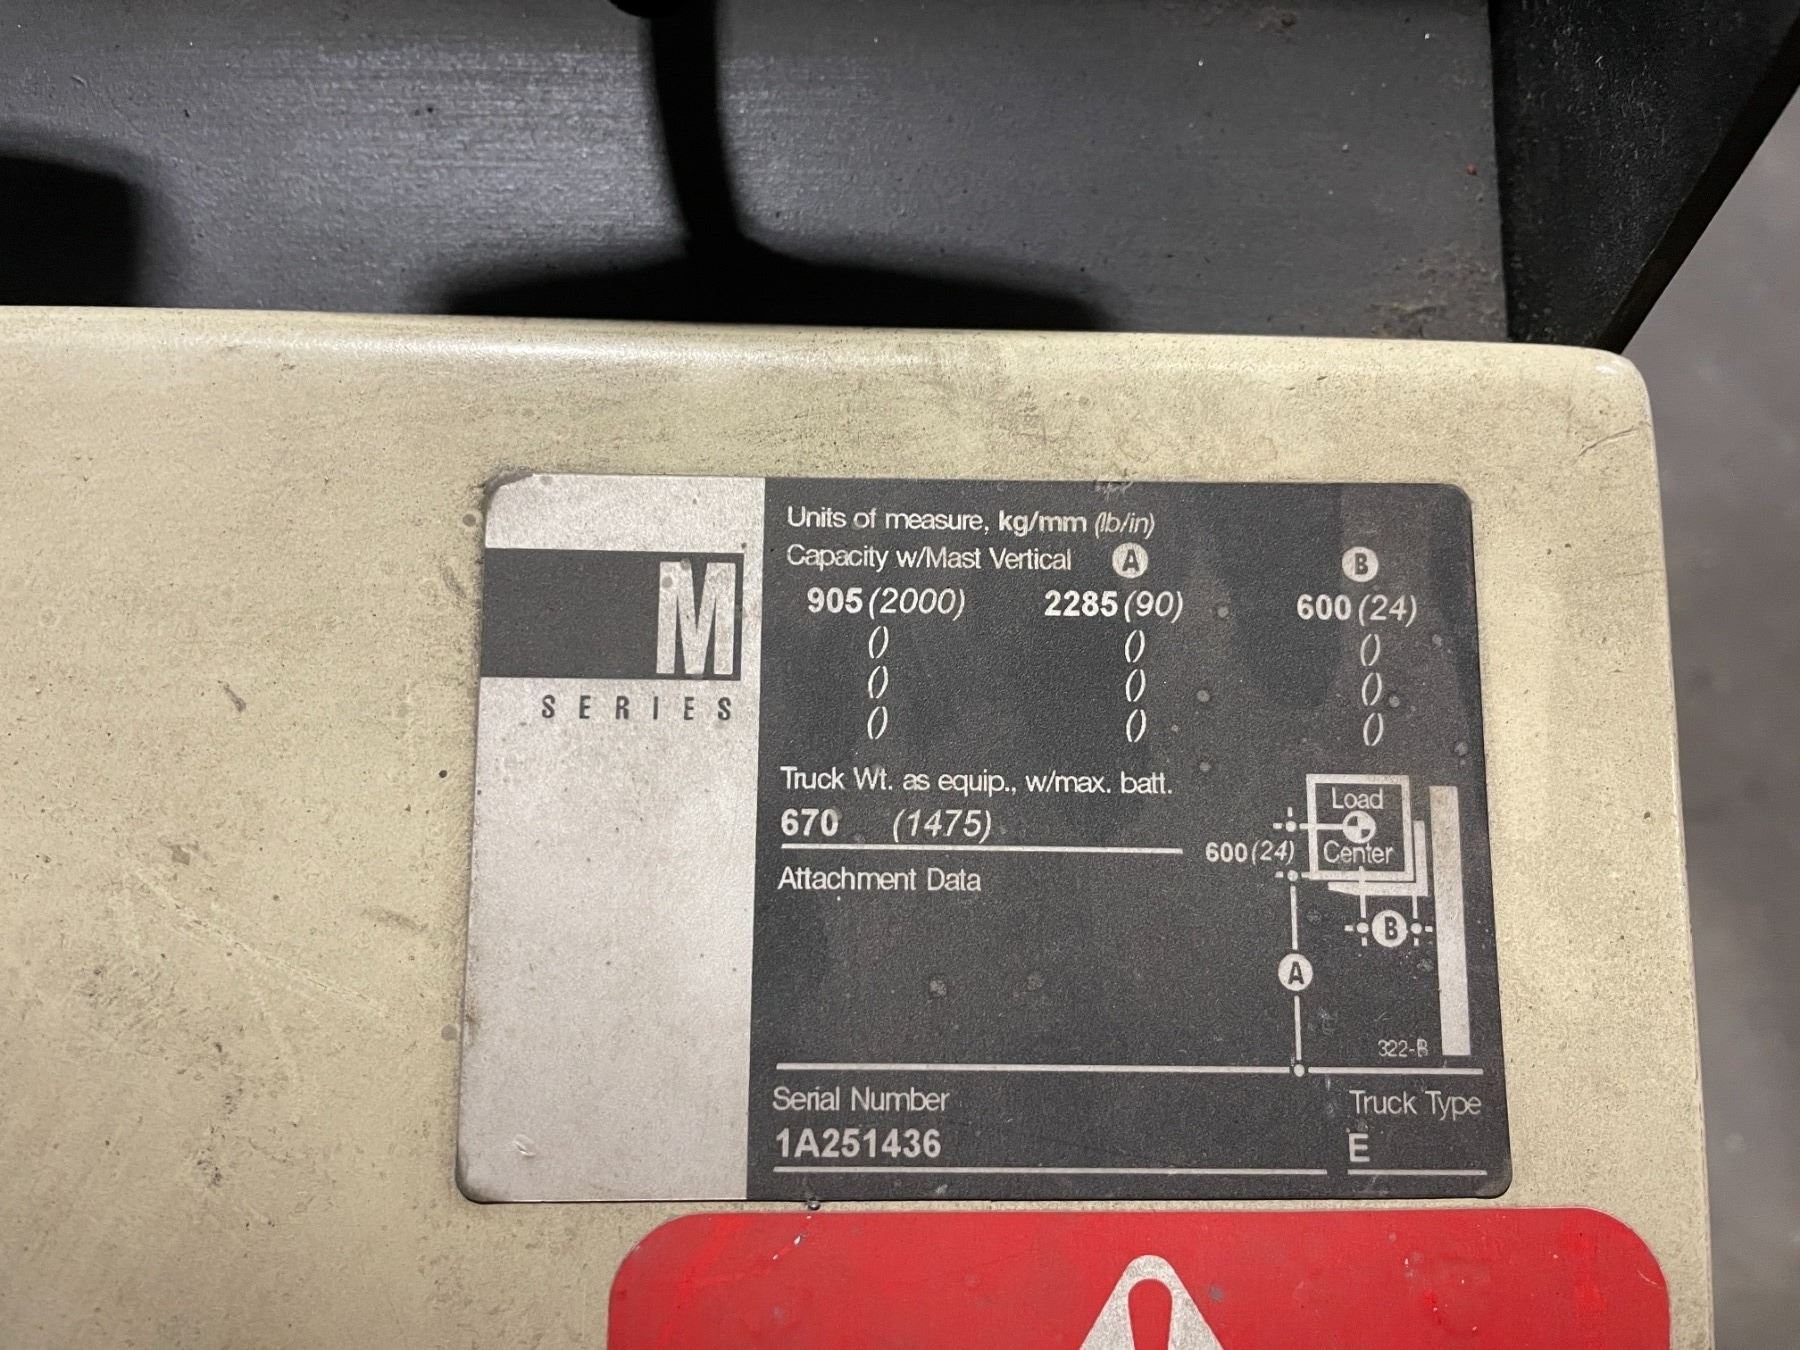 M
SERIES
Units of measure, kg/mm (lb/in)
Capacity w/Mast Vertical A B
905 (2000) 2285 (90) 600 (24)
() () ()
() () ()
() () ()
Truck Wt. as equip., w/max. batt.
670 (1475)
Attachment Data
Load
Center
600 (24)
B
A
322-B
Serial Number
1A251436
Truck Type
E